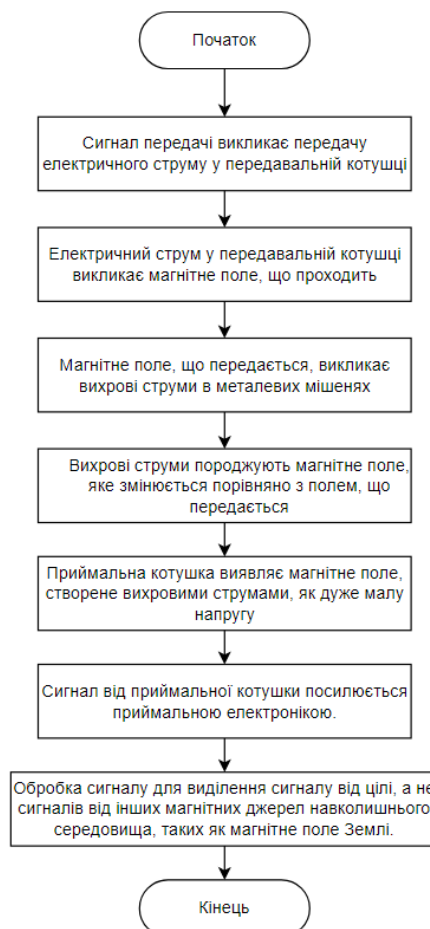 Початок
Сигнал передачі викликає передачу
електричного струму у передавальній котушці
Електричний струм у передавальній котушці
викликає магнітне поле, що проходить
Магнітне поле, що передається, викликає
вихрові струми в металевих мішенях
Вихрові струми породжують магнітне поле,
яке змінюється порівняно з полем, що
передається
Приймальна котушка виявляє магнітне поле,
створене вихровими струмами, як дуже малу
напругу
Сигнал від приймальної котушки посилюється
приймальною електронікою.
Обробка сигналу для виділення сигналу від цілі, а не
сигналів від інших магнітних джерел навколишнього
середовища, таких як магнітне поле Землі.
Кінець